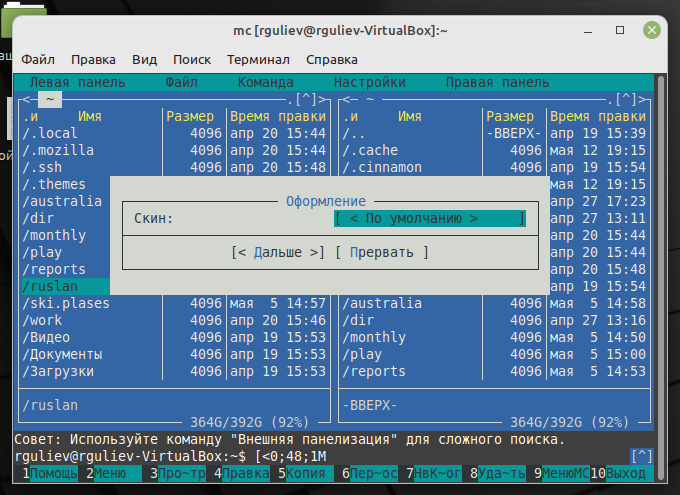 mc [rguliev@rguliev-VirtualBox]:~
Файл Правка Вид Поиск Терминал Справка
Левая панель Файл Команда Настройки Правая панель
<— ~ .[^]> <— ~ .[^]>
.и Имя Размер Время правки .и Имя Размер Время правки
/.local 4096 апр 20 15:44 /.. -ВВЕРХ- апр 19 15:39
/.mozilla 4096 апр 20 15:44 /.cache 4096 мая 12 19:15
/.ssh 4096 апр 20 15:48 /.cinnamon 4096 апр 19 15:54
/.themes мая 12 19:15
Оформление
/australia апр 27 17:23
/dir Скин: [ < По умолчанию > ] апр 27 13:11
/monthly апр 20 15:44
/play [< Дальше >] [ Прервать ] апр 20 15:44
/reports апр 20 15:48
/ruslan апр 19 15:54
/ski.plases 4096 мая 5 14:57 /australia 4096 мая 5 14:58
/work 4096 апр 20 15:46 /dir 4096 апр 27 13:16
/Видео 4096 апр 19 15:53 /monthly 4096 мая 5 14:50
/Документы 4096 апр 19 15:53 /play 4096 мая 5 15:00
/Загрузки 4096 апр 19 15:53 /reports 4096 мая 5 14:53
/ruslan -ВВЕРХ-
364G/392G (92%) 364G/392G (92%)
Совет: Используйте команду "Внешняя панелизация" для сложного поиска.
rguliev@rguliev-VirtualBox:~$ [<0;48;1M [^]
1Помощь 2Меню 3Про~тр 4Правка 5Копия 6Пер~ос 7НвК~ог 8Уда~ть 9МенюMC 10Выход